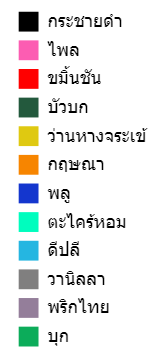 กระชายดำ
ไพล
ขมิ้นชัน
บัวบก
ว่านหางจระเข้
กฤษณา
พลู
ตะไคร้หอม
ดีปลี
วานิลลา
พริกไทย
บุก